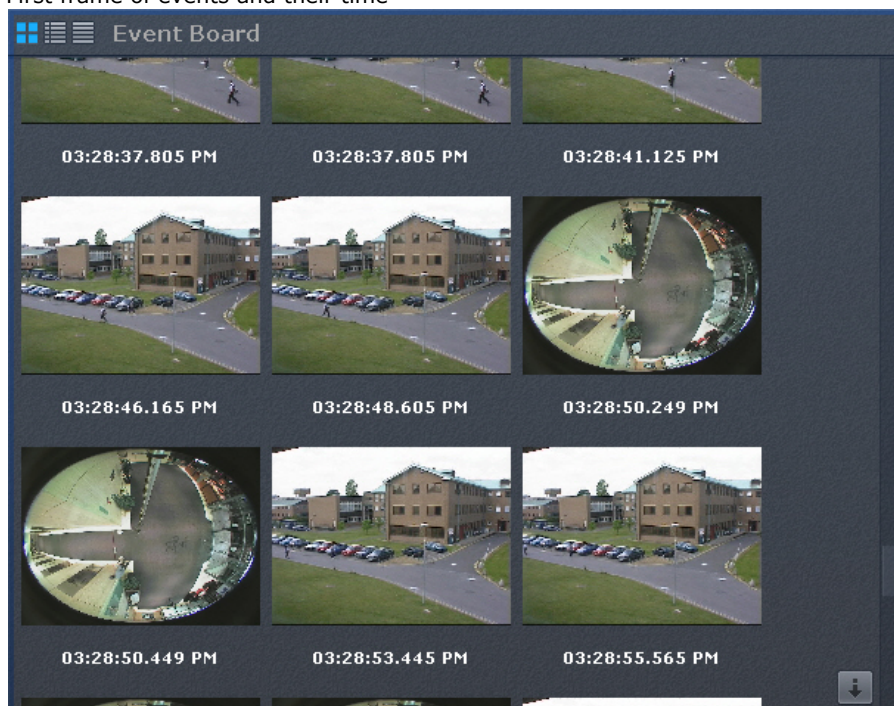 First frame of events and their time
Event Board
03:28:37.805 PM
03:28:37.805 PM
03:28:41.125 PM
03:28:46.165 PM
03:28:48.605 PM
03:28:50.249 PM
03:28:50.449 PM
03:28:53.445 PM
03:28:55.565 PM